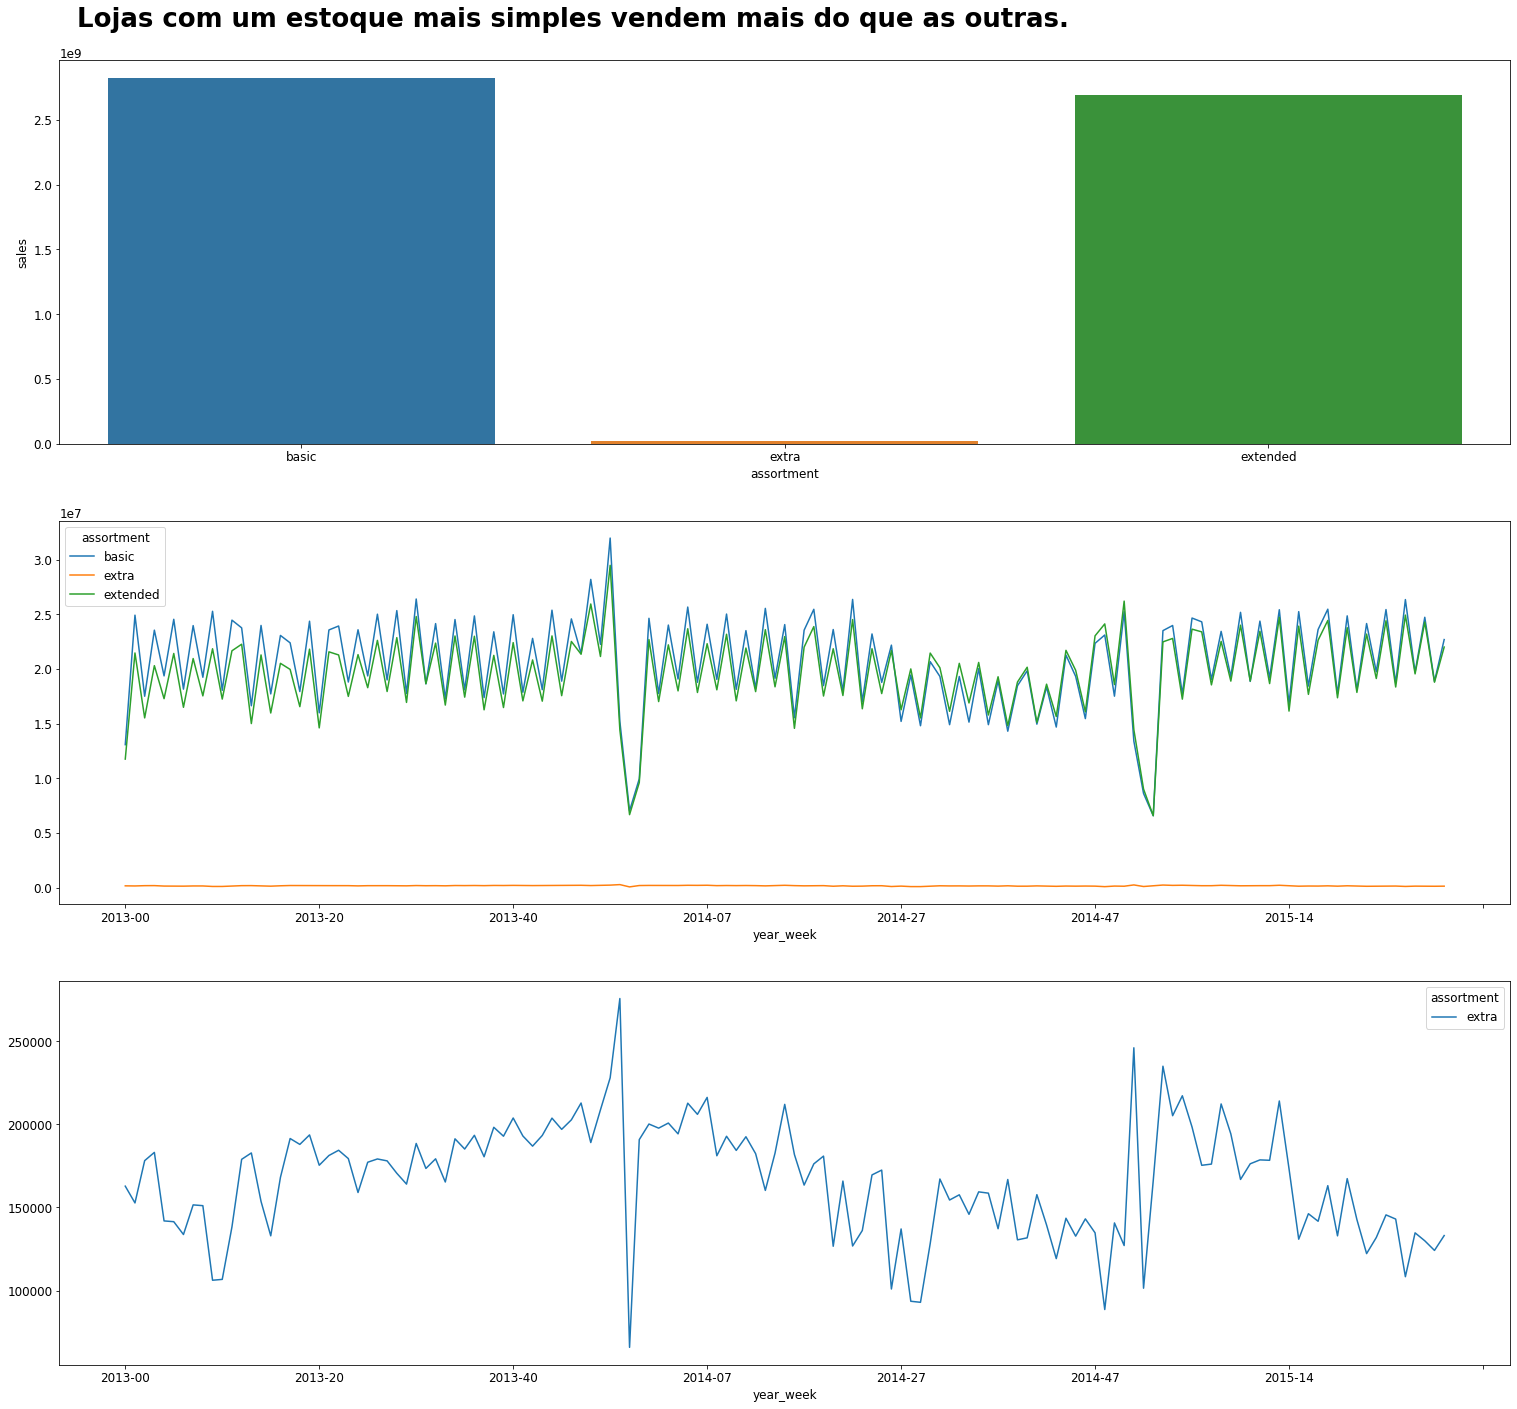 Lojas com um estoque mais simples vendem mais do que as outras.
1e9
2.5
2.0
1.5
1.0
0.5
0.0
sales
basic extra extended
assortment
1e7
assortment
basic
extra
extended
3.0
2.5
2.0
1.5
1.0
0.5
0.0
2013-00 2013-20 2013-40 2014-07 2014-27 2014-47 2015-14
year_week
assortment
extra
250000
200000
150000
100000
2013-00 2013-20 2013-40 2014-07 2014-27 2014-47 2015-14
year_week